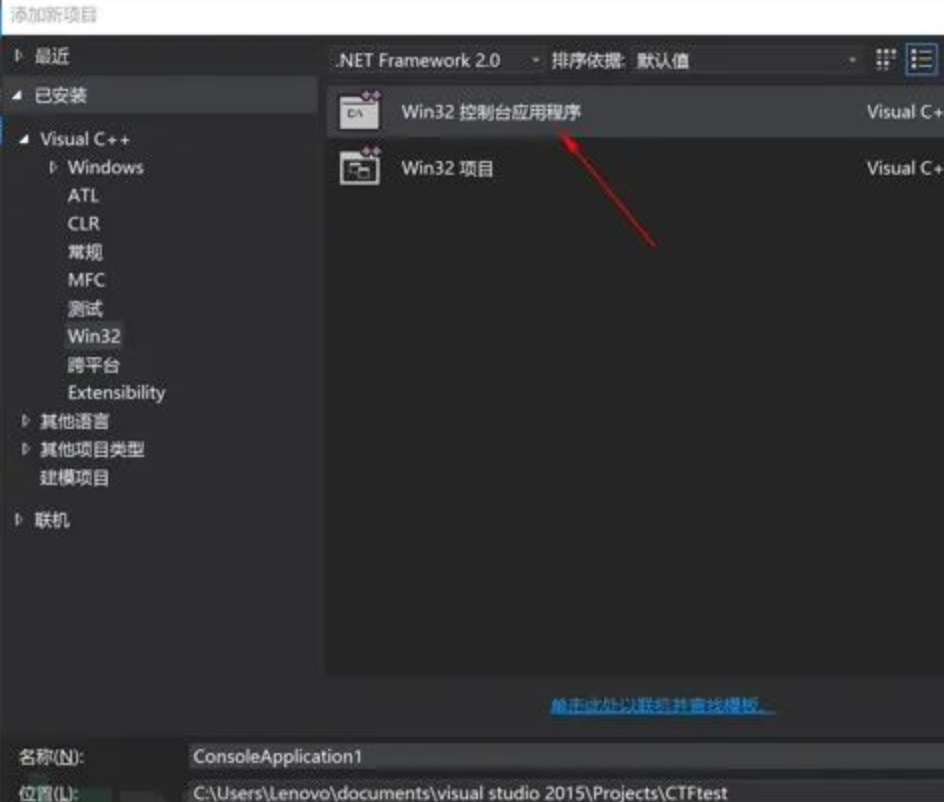 添加新项目
最近
.NET Framework 2.0
排序依据: 默认值
已安装
Win32 控制台应用程序
Visual C+
Visual C++
Windows
Win32 项目
Visual C+
ATL
CLR
常规
MFC
测试
Win32
跨平台
Extensibility
其他语言
其他项目类型
建模项目
联机
单击此处以联机并查找模板。
名称(N):
ConsoleApplication1
位置(L):
C:\Users\Lenovo\documents\visual studio 2015\Projects\CTFtest